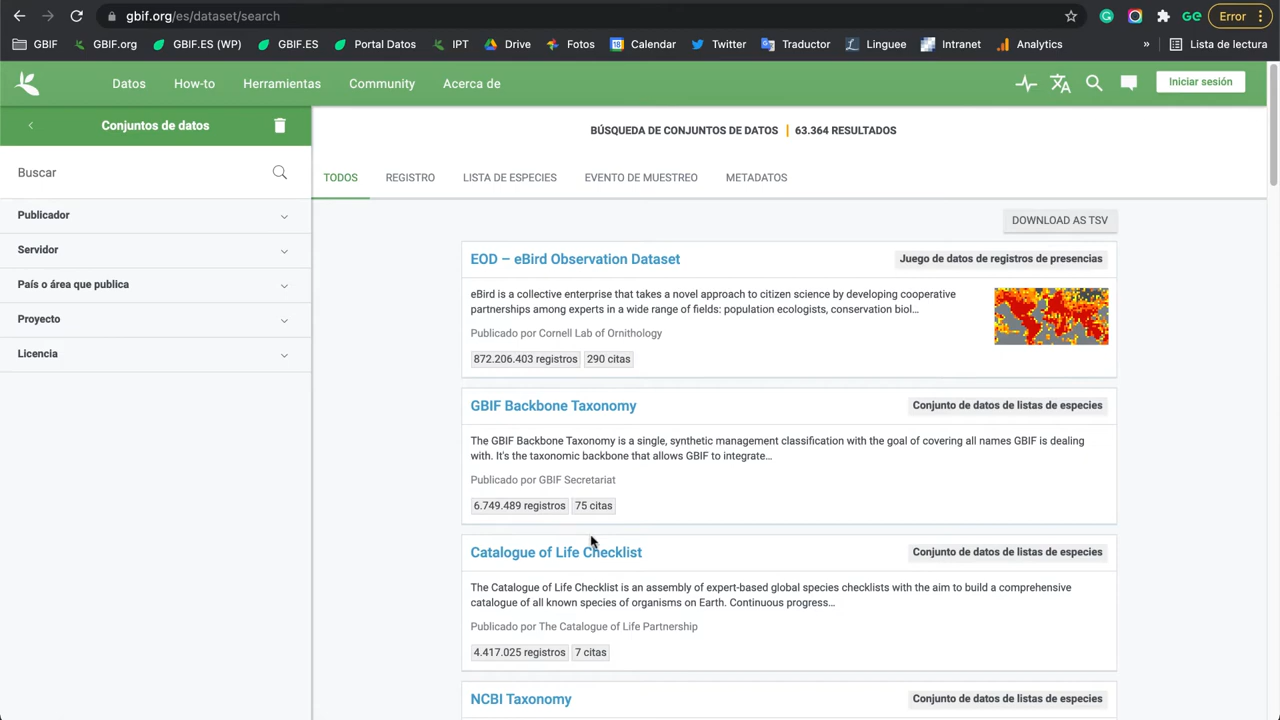 gbif.org/es/dataset/search
Error
GBIF
GBIF.org
GBIF.ES (WP)
GBIF.ES
Portal Datos
IPT
Drive
Fotos
Calendar
Twitter
Traductor
Linguee
Intranet
Analytics
»
Lista de lectura
Datos
How-to
Herramientas
Community
Acerca de
Iniciar sesión
Conjuntos de datos
BÚSQUEDA DE CONJUNTOS DE DATOS | 63.364 RESULTADOS
Buscar
TODOS
REGISTRO
LISTA DE ESPECIES
EVENTO DE MUESTREO
METADATOS
Publicador
Servidor
País o área que publica
Proyecto
Licencia
DOWNLOAD AS TSV
EOD – eBird Observation Dataset
Juego de datos de registros de presencias
eBird is a collective enterprise that takes a novel approach to citizen science by developing cooperative
partnerships among experts in a wide range of fields: population ecologists, conservation biol…
Publicado por Cornell Lab of Ornithology
872.206.403 registros
290 citas
GBIF Backbone Taxonomy
Conjunto de datos de listas de especies
The GBIF Backbone Taxonomy is a single, synthetic management classification with the goal of covering all names GBIF is dealing
with. It's the taxonomic backbone that allows GBIF to integrate…
Publicado por GBIF Secretariat
6.749.489 registros
75 citas
Catalogue of Life Checklist
Conjunto de datos de listas de especies
The Catalogue of Life Checklist is an assembly of expert-based global species checklists with the aim to build a comprehensive
catalogue of all known species of organisms on Earth. Continuous progress…
Publicado por The Catalogue of Life Partnership
4.417.025 registros
7 citas
NCBI Taxonomy
Conjunto de datos de listas de especies